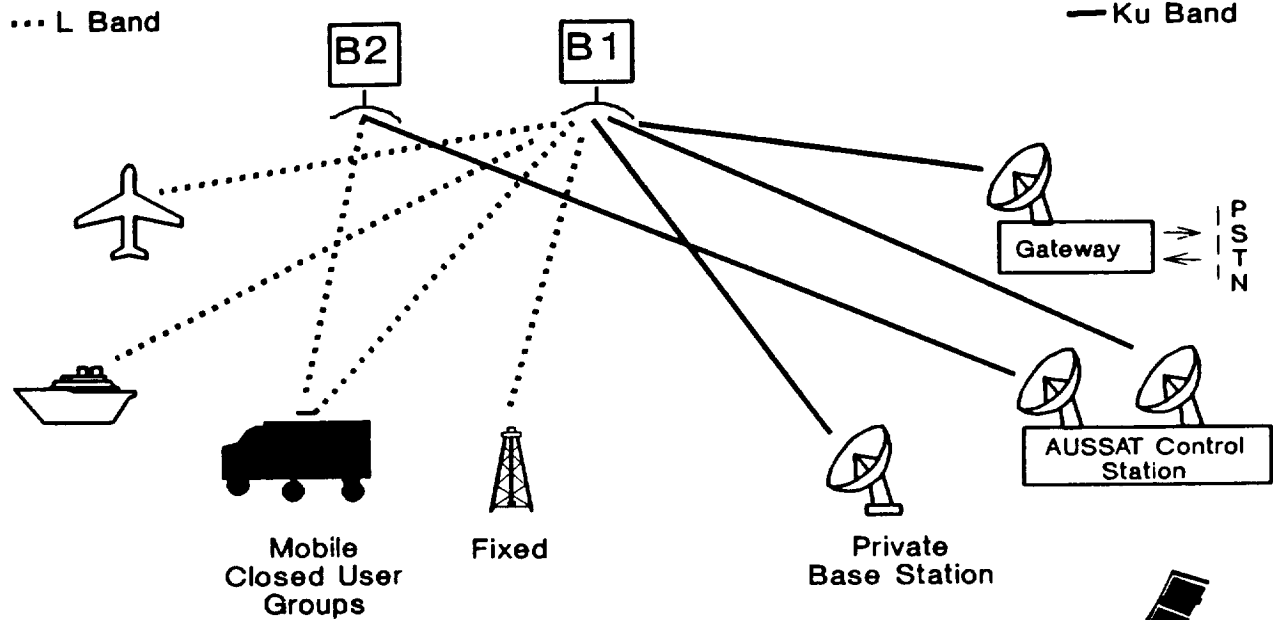 L Band
Ku Band
B2
B1
P
S
T
N
Gateway
AUSSAT Control
Station
Mobile
Closed User
Groups
Fixed
Private
Base Station